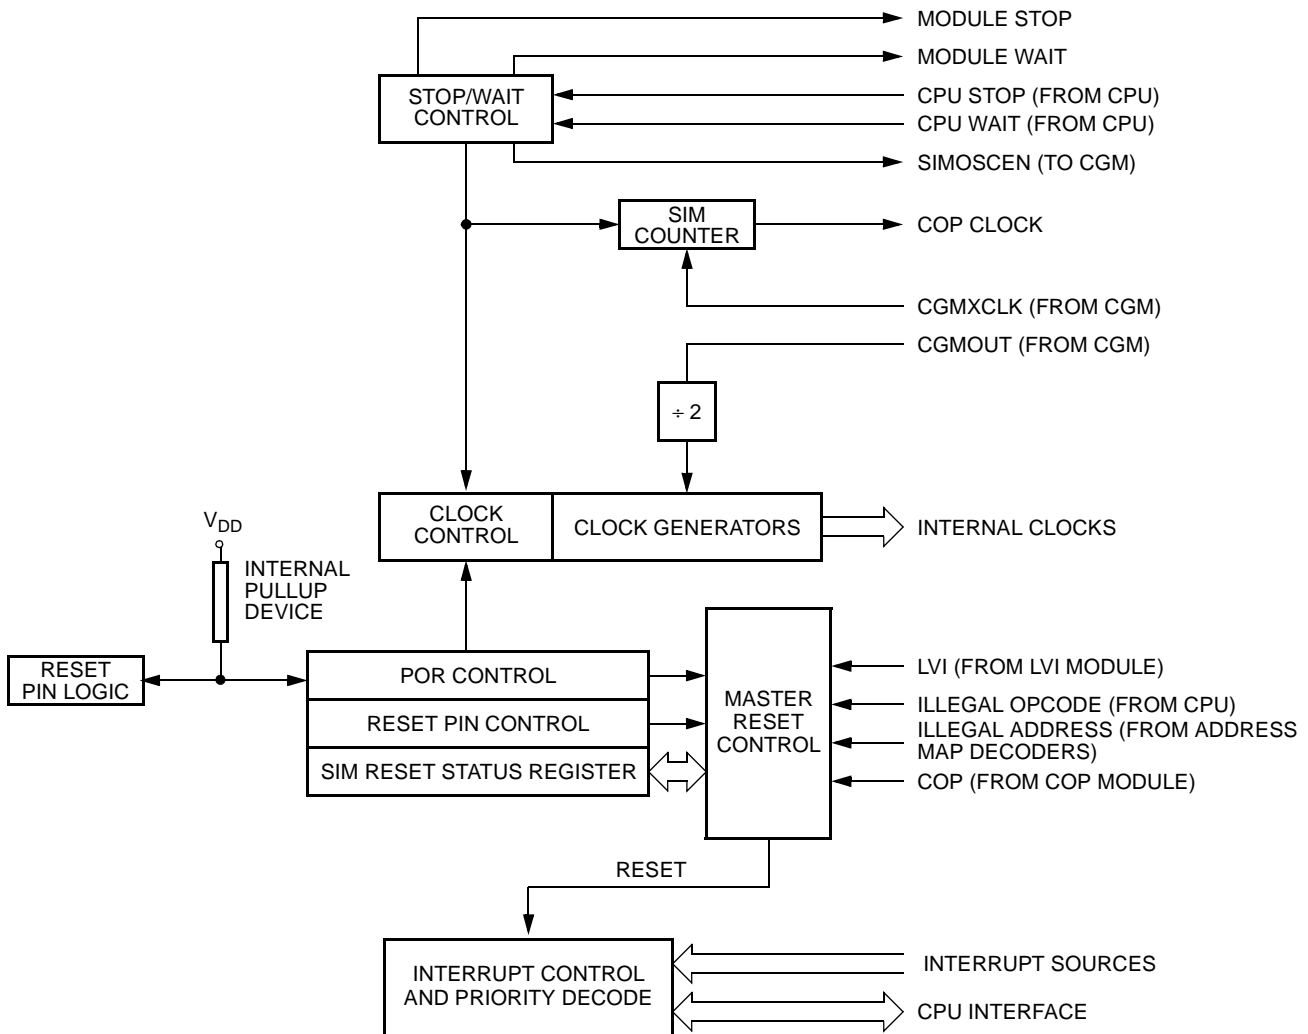 MODULE STOP
MODULE WAIT
STOP/WAIT
CONTROL
CPU STOP (FROM CPU)
CPU WAIT (FROM CPU)
SIMOSCEN (TO CGM)
SIM
COUNTER
COP CLOCK
CGMXCLK (FROM CGM)
CGMOUT (FROM CGM)
÷ 2
CLOCK
CONTROL
CLOCK GENERATORS
INTERNAL CLOCKS
VDD
INTERNAL
PULLUP
DEVICE
RESET
PIN LOGIC
POR CONTROL
RESET PIN CONTROL
SIM RESET STATUS REGISTER
MASTER
RESET
CONTROL
LVI (FROM LVI MODULE)
ILLEGAL OPCODE (FROM CPU)
ILLEGAL ADDRESS (FROM ADDRESS
MAP DECODERS)
COP (FROM COP MODULE)
RESET
INTERRUPT CONTROL
AND PRIORITY DECODE
INTERRUPT SOURCES
CPU INTERFACE